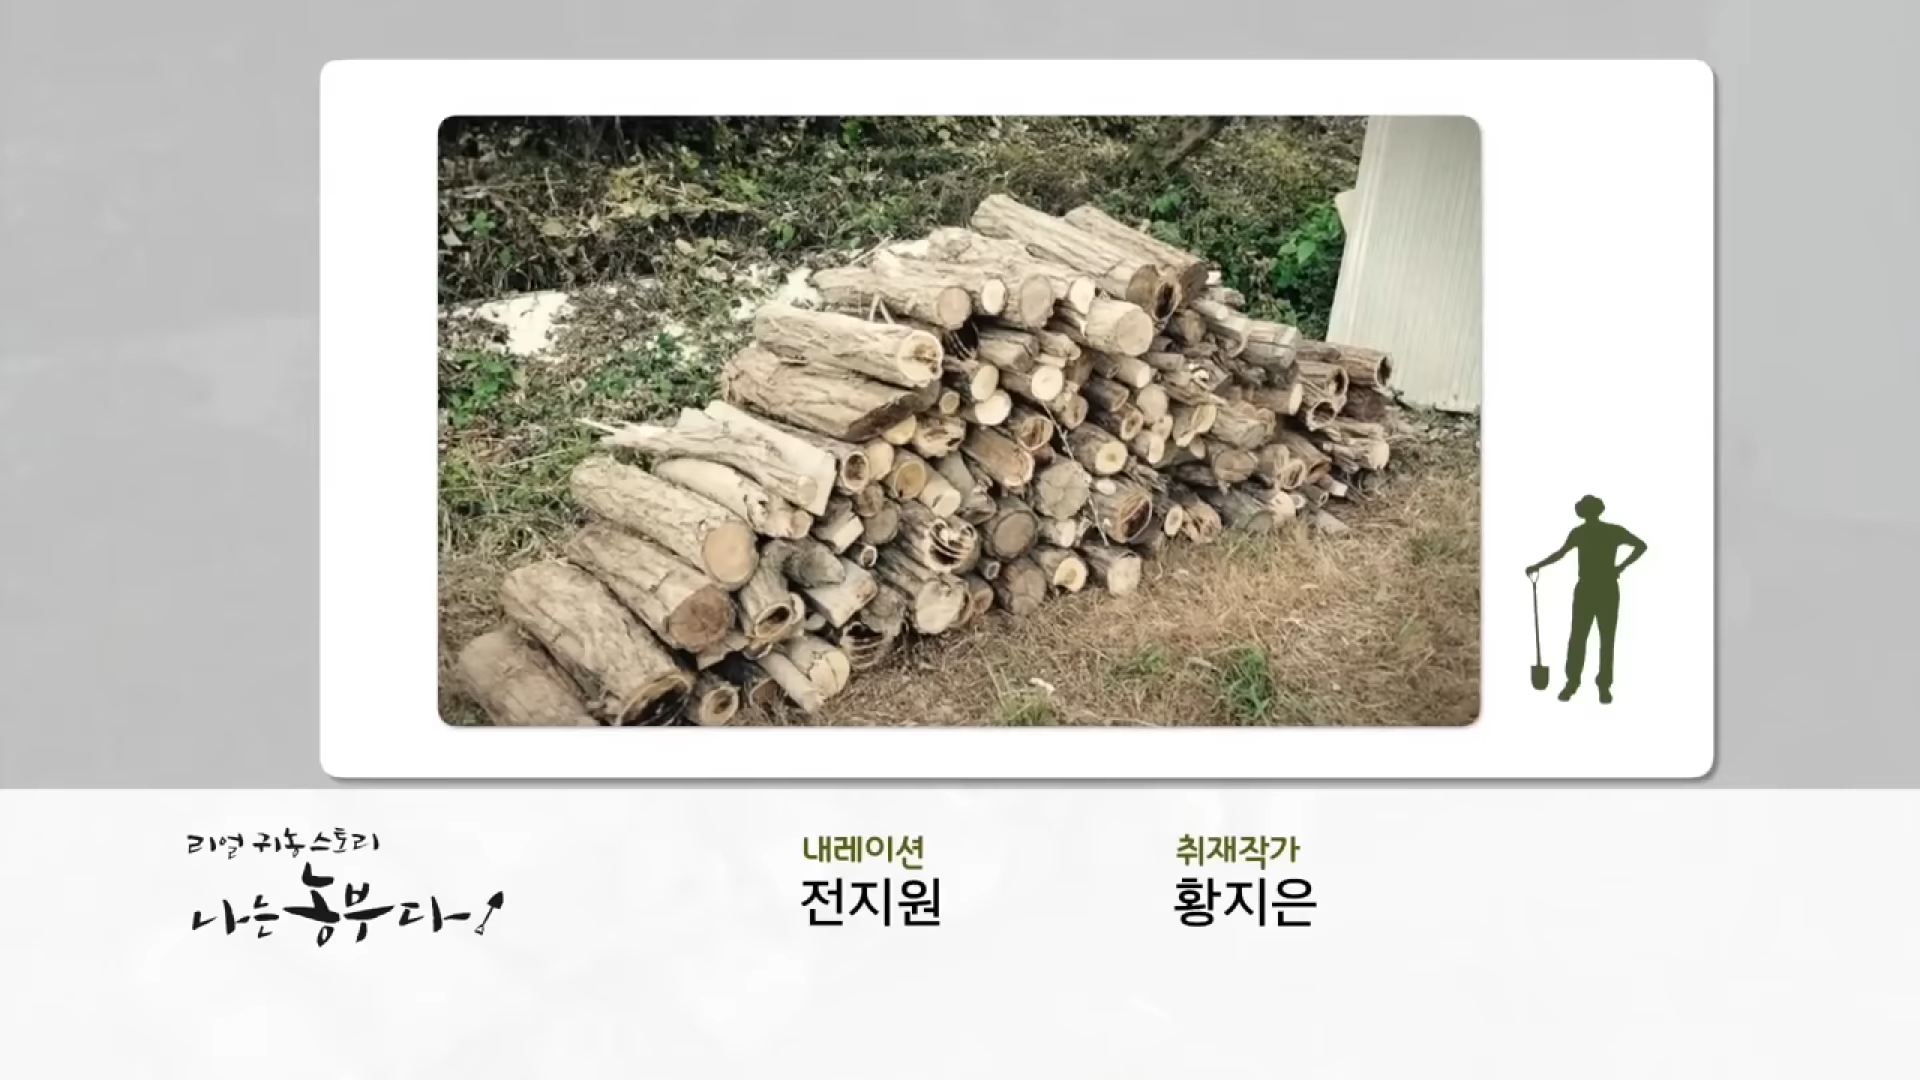 리얼 귀농스토리
나는 농부다!
내레이션
전지원
취재작가
황지은